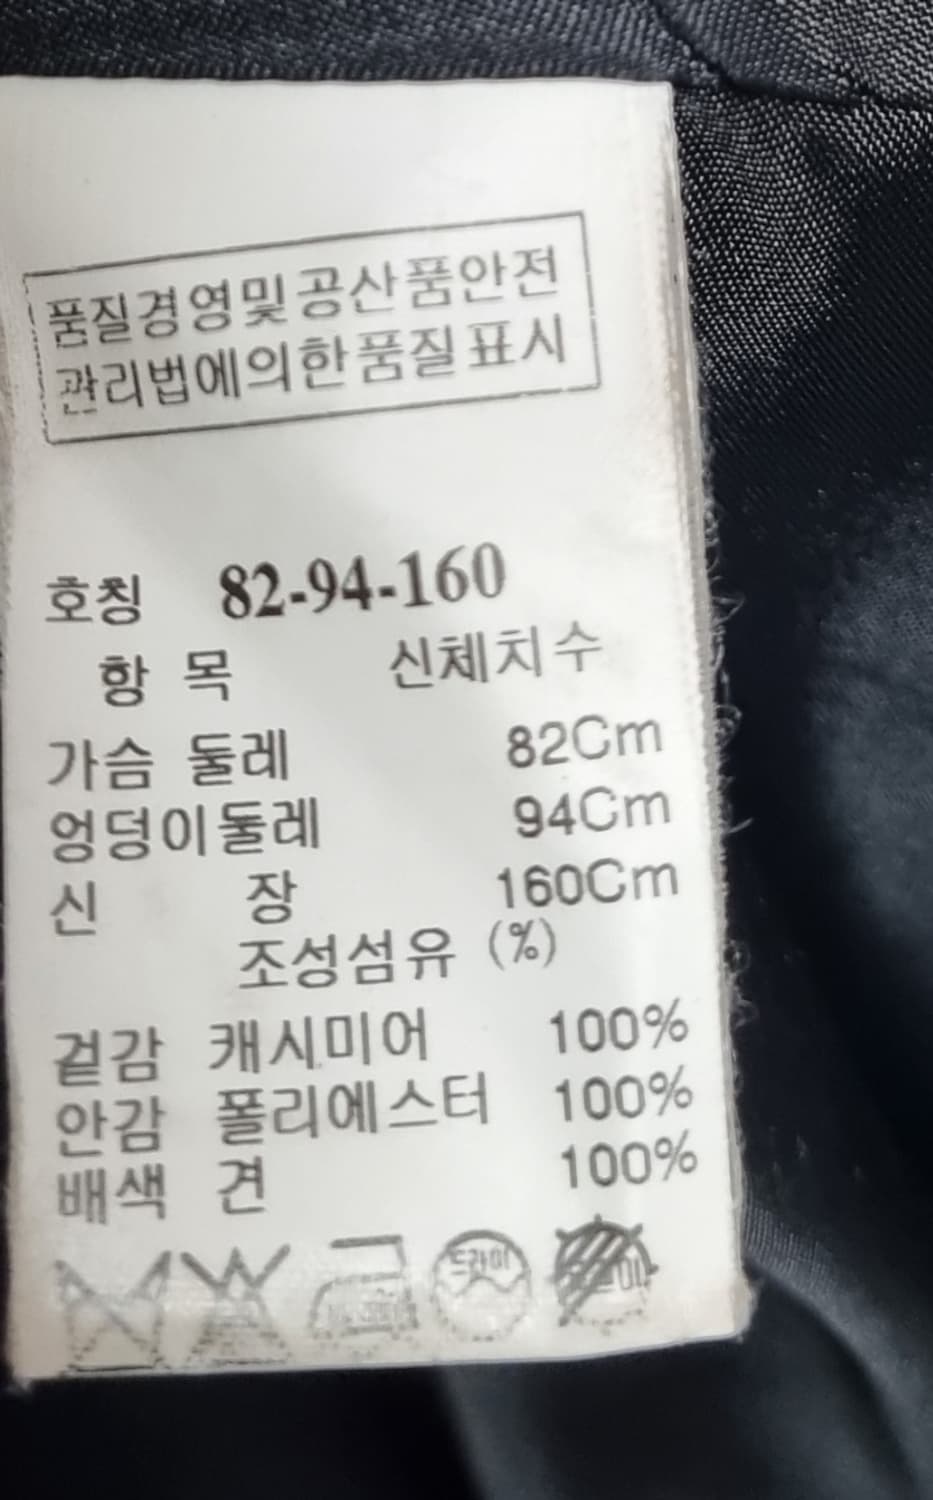 품질경영및공산품안전
관리법에의한품질표시
호칭 82-94-160
항 목 신체치수
가슴 둘레 82Cm
엉덩이둘레 94Cm
신 장 160Cm
조성섬유 (%)
겉감 캐시미어 100%
안감 폴리에스터 100%
배색 견 100%
드라이